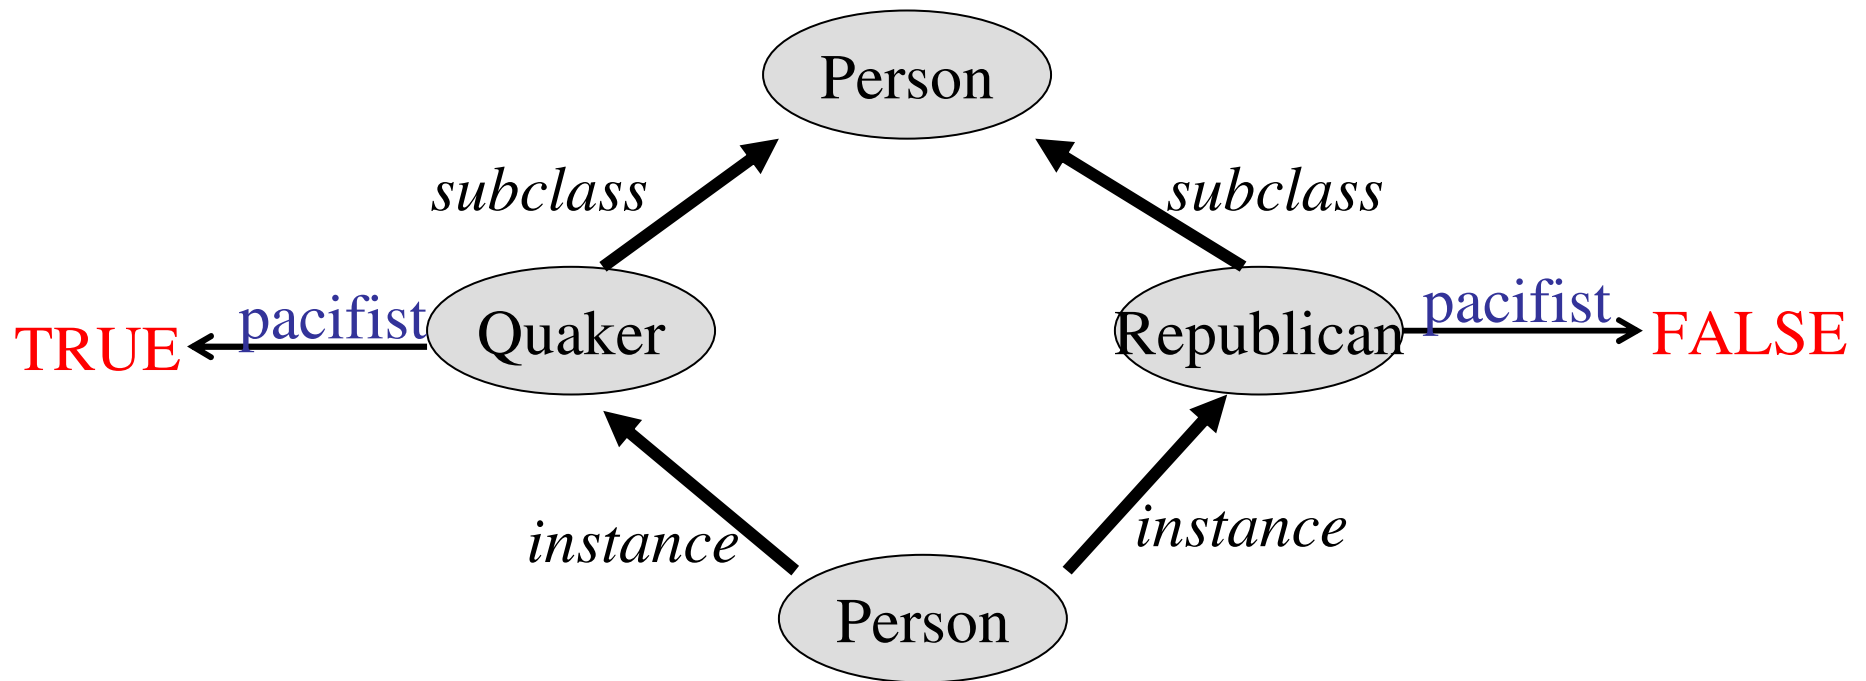 Person
subclass
subclass
TRUE
pacifist
Quaker
Republican
pacifist
FALSE
instance
instance
Person